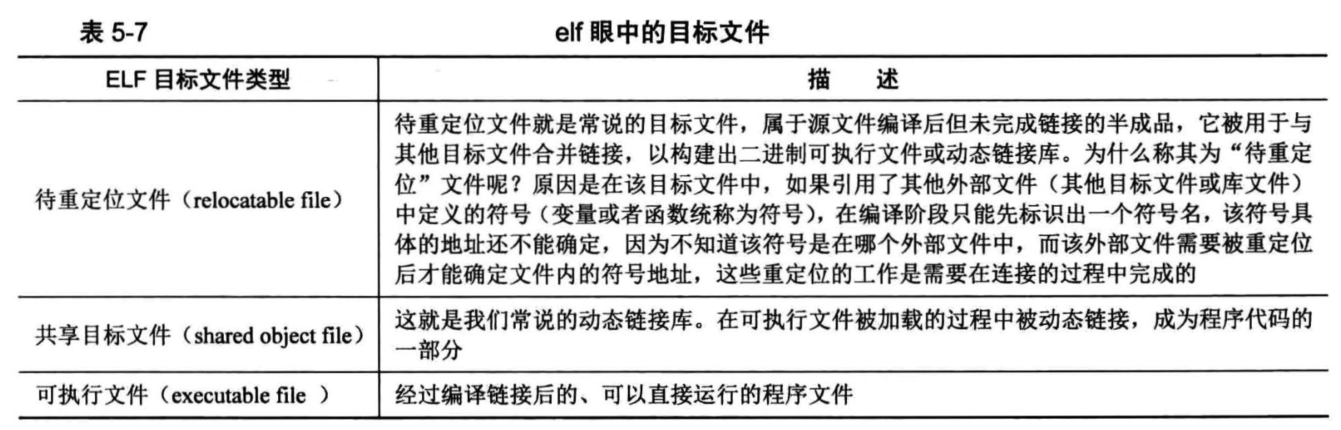 表 5-7 elf 眼中的目标文件
ELF 目标文件类型 描 述
待重定位文件（relocatable file）
待重定位文件就是常说的目标文件，属于源文件编译后但未完成链接的半成品，它被用于与
其他目标文件合并链接，以构建出二进制可执行文件或动态链接库。为什么称其为“待重定
位”文件呢？原因是在该目标文件中，如果引用了其他外部文件（其他目标文件或库文件）
中定义的符号（变量或者函数统称为符号），在编译阶段只能先标识出一个符号名，该符号具
体的地址还不能确定，因为不知道该符号是在哪个外部文件中，而该外部文件需要被重定位
后才能确定文件内的符号地址，这些重定位的工作是需要在连接的过程中完成的
共享目标文件（shared object file）
这就是我们常说的动态链接库。在可执行文件被加载的过程中被动态链接，成为程序代码的
一部分
可执行文件（executable file ）
经过编译链接后的、可以直接运行的程序文件